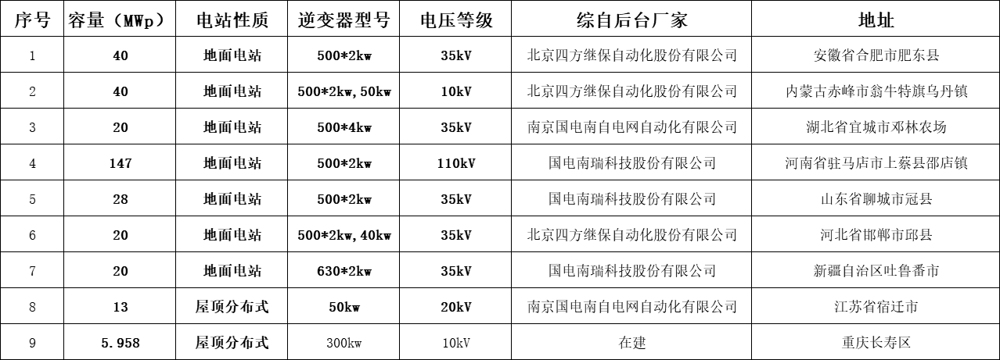 序号 容量（MWp） 电站性质 逆变器型号 电压等级 综自后台厂家 地址
1 40 地面电站 500*2kw 35kV 北京四方继保自动化股份有限公司 安徽省合肥市肥东县
2 40 地面电站 500*2kw,50kw 10kV 北京四方继保自动化股份有限公司 内蒙古赤峰市翁牛特旗乌丹镇
3 20 地面电站 500*4kw 35kV 南京国电南自电网自动化有限公司 湖北省宜城市邓林农场
4 147 地面电站 500*2kw 110kV 国电南瑞科技股份有限公司 河南省驻马店市上蔡县邵店镇
5 28 地面电站 500*2kw 35kV 国电南瑞科技股份有限公司 山东省聊城市冠县
6 20 地面电站 500*2kw,40kw 35kV 北京四方继保自动化股份有限公司 河北省邯郸市邱县
7 20 地面电站 630*2kw 35kV 国电南瑞科技股份有限公司 新疆自治区吐鲁番市
8 13 屋顶分布式 50kw 20kV 南京国电南自电网自动化有限公司 江苏省宿迁市
9 5.958 屋顶分布式 300kw 10kV 在建 重庆长寿区